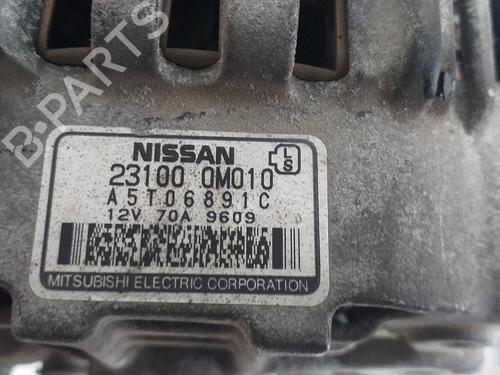 B-PARTS
NISSAN
L
S
23100 0M010
A5T06891C
12V 70A 9609
MITSUBISHI ELECTRIC CORPORATION